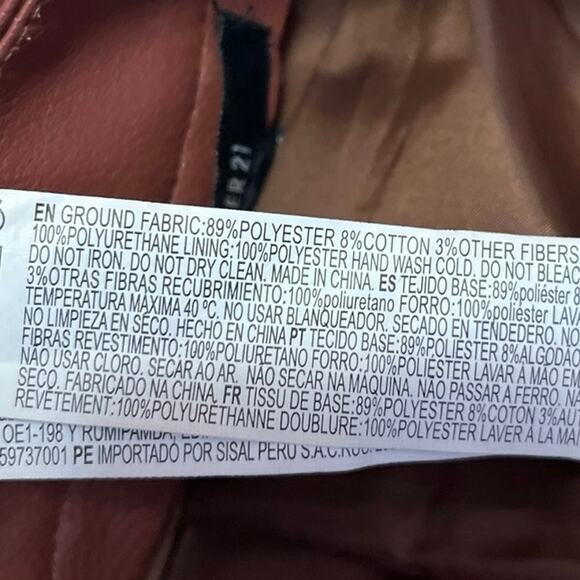 ER 21
EN GROUND FABRIC:89%POLYESTER 8%COTTON 3%OTHER FIBERS
100%POLYURETHANE LINING:100%POLYESTER HAND WASH COLD. DO NOT BLEAC
DO NOT IRON. DO NOT DRY CLEAN. MADE IN CHINA. ES TEJIDO BASE:89%poliéster 8
3%OTRAS FIBRAS RECUBRIMIENTO:100%poliuretano FORRO:100%poliéster LAVA
TEMPERATURA MÁXIMA 40 ºC. NO USAR BLANQUEADOR. SECADO EN TENDEDERO. NO
NO LIMPIEZA EN SECO. HECHO EN CHINA PT TECIDO BASE:89%POLIESTER 8%ALGODÃO
FIBRAS REVESTIMENTO:100%POLIURETANO FORRO:100%POLIESTER LAVAR A MÃO EM
NÃO USAR CLORO. SECAR AO AR. NÃO SECAR NA MAQUINA. NÃO PASSAR A FERRO. NÃ
SECO. FABRICADO NA CHINA. FR TISSU DE BASE:89%POLYESTER 8%COTON 3%AU
REVÊTEMENT:100%POLYURÉTHANNE DOUBLURE:100%POLYESTER LAVER A LA MA
OE1-198 Y RUMIPAMBA,
59737001 PE IMPORTADO POR SISAL PERU S.A.C.